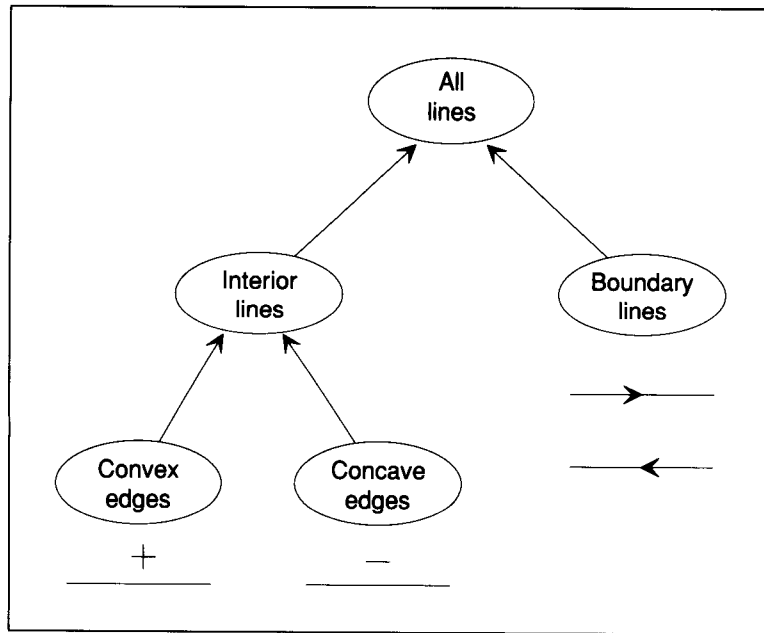 All
lines
Interior
lines
Boundary
lines
Convex
edges
Concave
edges
+
−